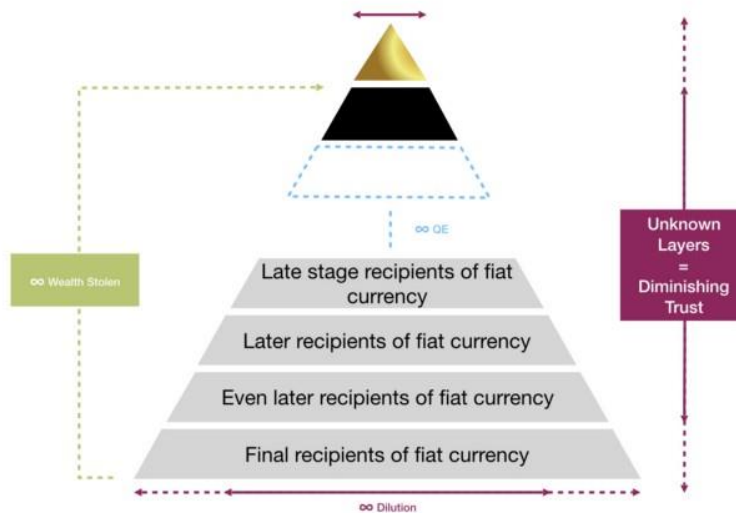 ∞ QE
Unknown
Layers
=
Diminishing
Trust
∞ Wealth Stolen
Late stage recipients of fiat
currency
Later recipients of fiat currency
Even later recipients of fiat currency
Final recipients of fiat currency
∞ Dilution